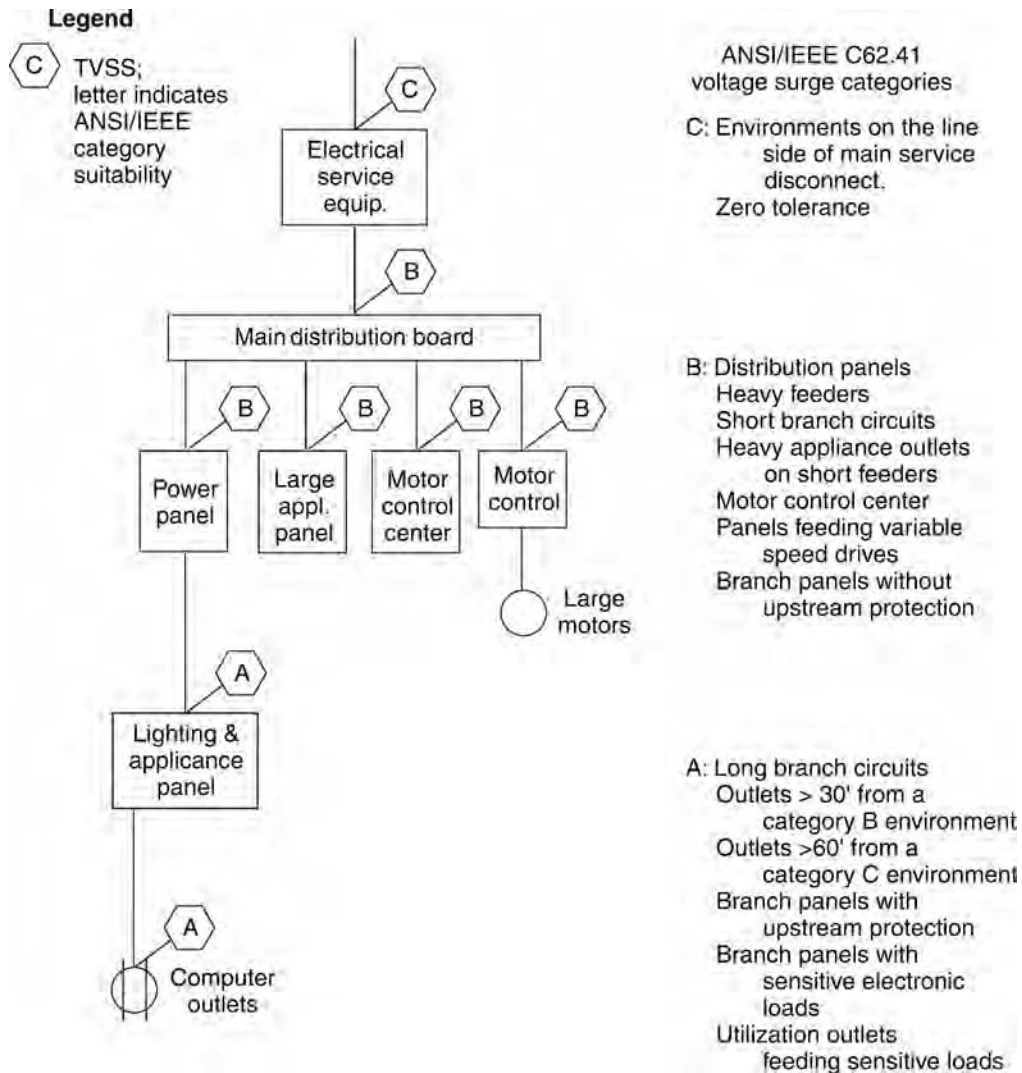 Legend
C
TVSS;
letter indicates
ANSI/IEEE
category
suitability
C
Electrical
service
equip.
B
Main distribution board
B
B
B
B
Power
panel
Large
appl.
panel
Motor
control
center
Motor
control
Large
motors
A
Lighting &
applicance
panel
A
Computer
outlets
ANSI/IEEE C62.41
voltage surge categories
C: Environments on the line
side of main service
disconnect.
Zero tolerance
B: Distribution panels
Heavy feeders
Short branch circuits
Heavy appliance outlets
on short feeders
Motor control center
Panels feeding variable
speed drives
Branch panels without
upstream protection
A: Long branch circuits
Outlets > 30' from a
category B environment
Outlets >60' from a
category C environment
Branch panels with
upstream protection
Branch panels with
sensitive electronic
loads
Utilization outlets
feeding sensitive loads